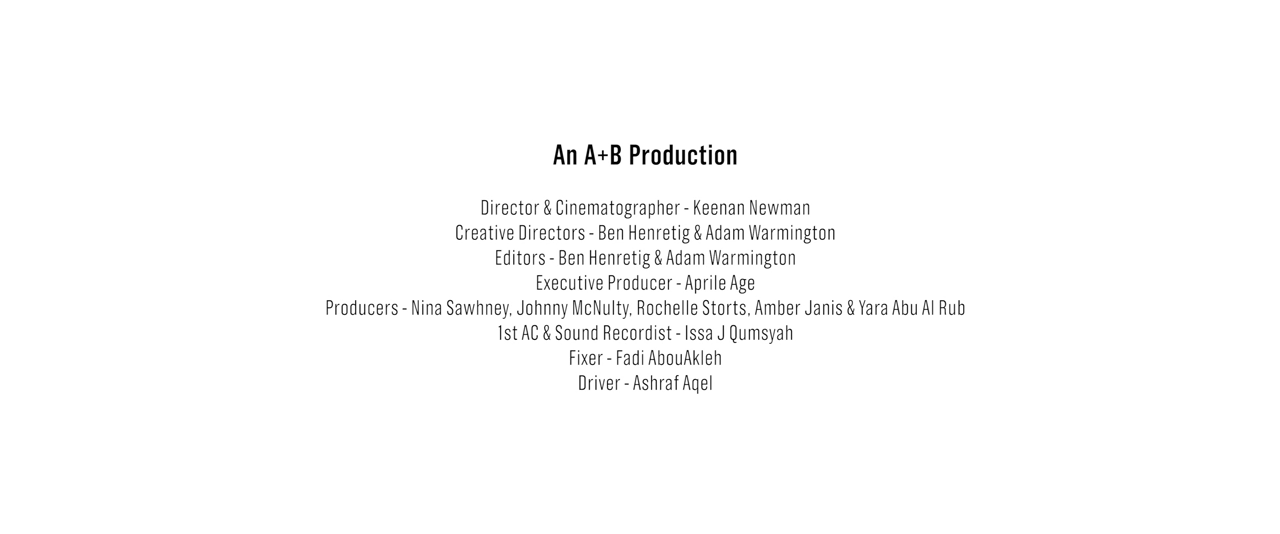 An A+B Production
Director & Cinematographer - Keenan Newman
Creative Directors - Ben Henretig & Adam Warmington
Editors - Ben Henretig & Adam Warmington
Executive Producer - Aprile Age
Producers - Nina Sawhney, Johnny McNulty, Rochelle Storts, Amber Janis & Yara Abu Al Rub
1st AC & Sound Recordist - Issa J Qumsyah
Fixer - Fadi AbouAkleh
Driver - Ashraf Aqel